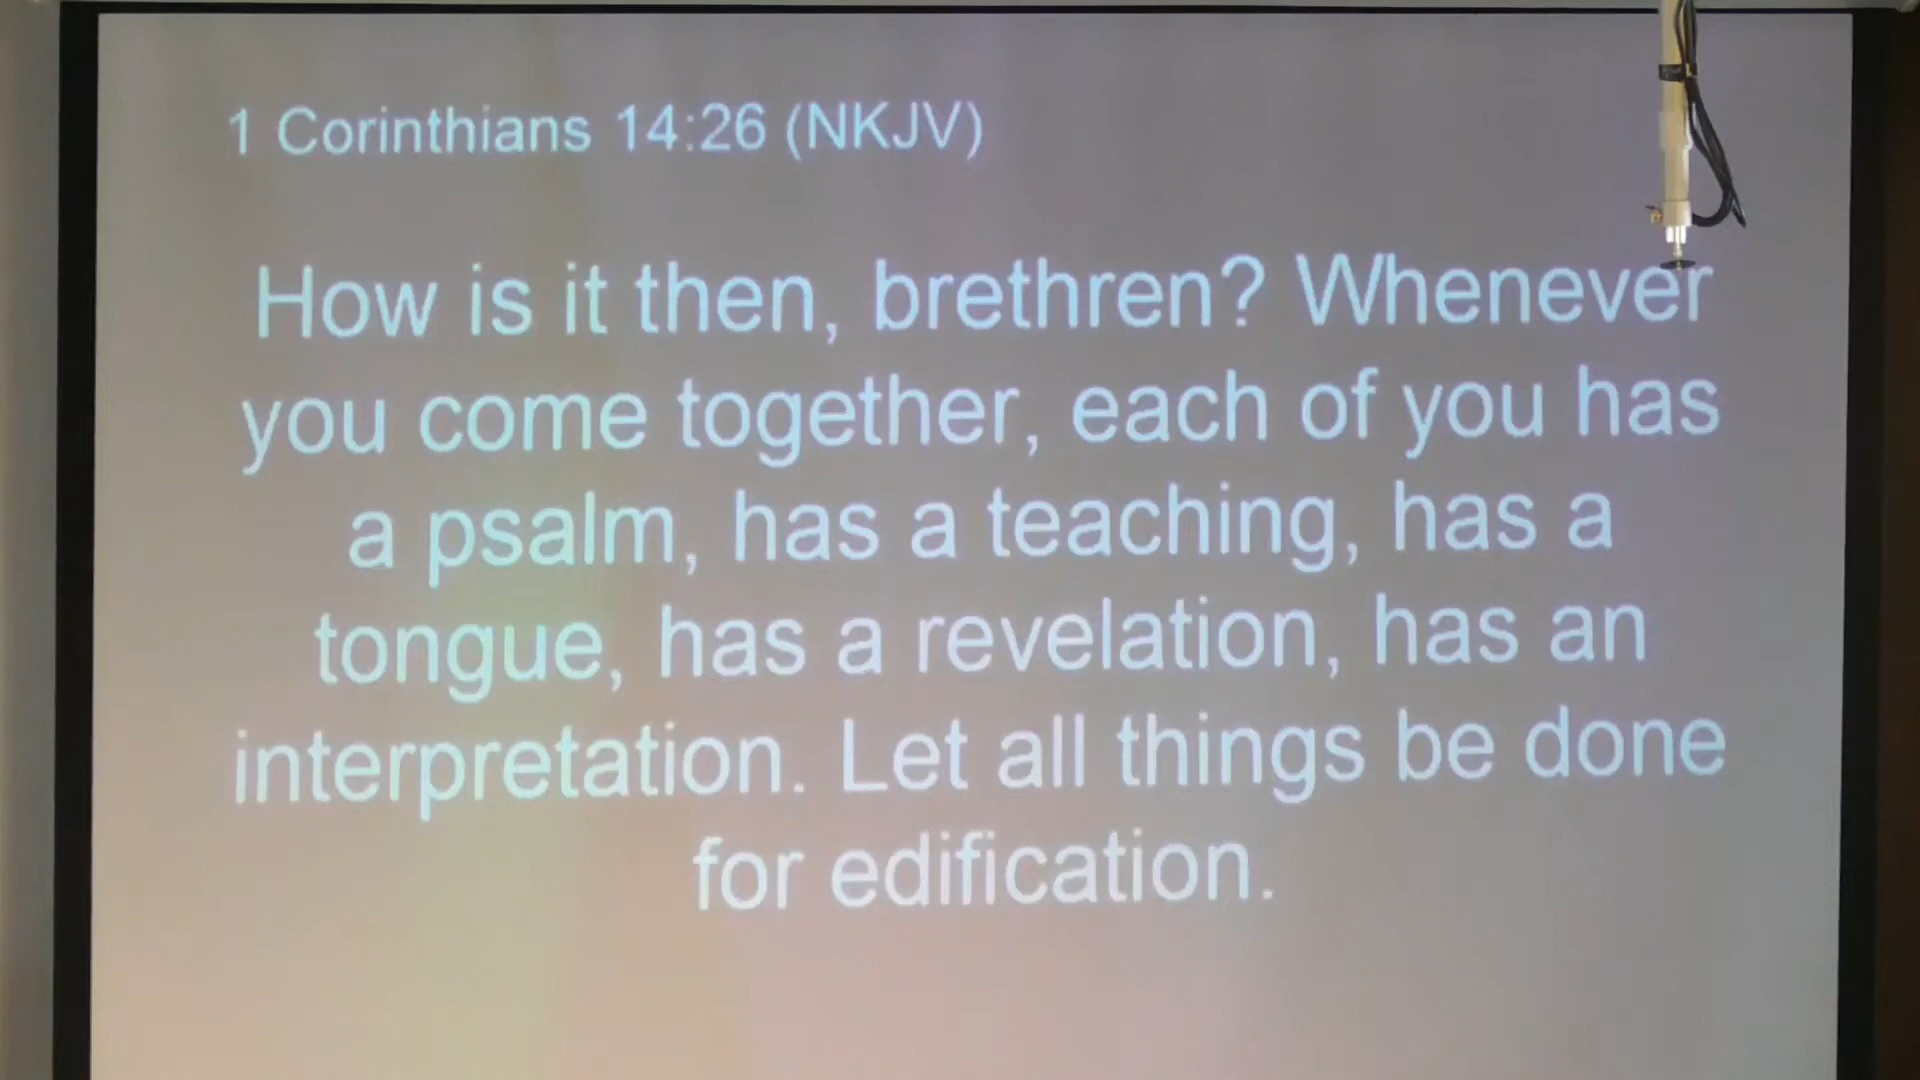 1 Corinthians 14:26 (NKJV)
How is it then, brethren? Whenever
you come together, each of you has
a psalm, has a teaching, has a
tongue, has a revelation, has an
interpretation. Let all things be done
for edification.